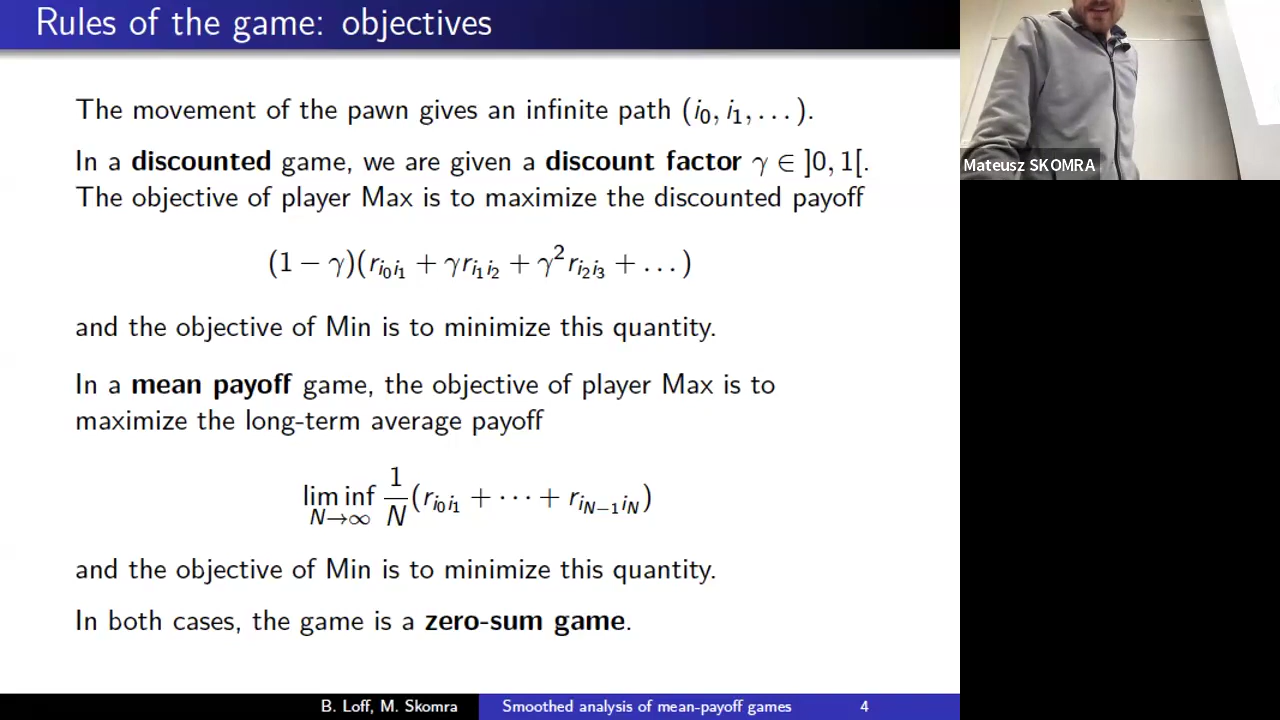 Rules of the game: objectives
The movement of the pawn gives an infinite path (i₀, i₁, . . . ).
In a discounted game, we are given a discount factor γ ∈ ]0, 1[.
The objective of player Max is to maximize the discounted payoff
(1 − γ)(r_{i₀i₁} + γr_{i₁i₂} + γ²r_{i₂i₃} + . . . )
and the objective of Min is to minimize this quantity.
In a mean payoff game, the objective of player Max is to
maximize the long-term average payoff
lim inf_{N→∞} 1/N (r_{i₀i₁} + · · · + r_{i_{N−1}i_N})
and the objective of Min is to minimize this quantity.
In both cases, the game is a zero-sum game.
B. Loff, M. Skomra Smoothed analysis of mean-payoff games 4
Mateusz SKOMRA